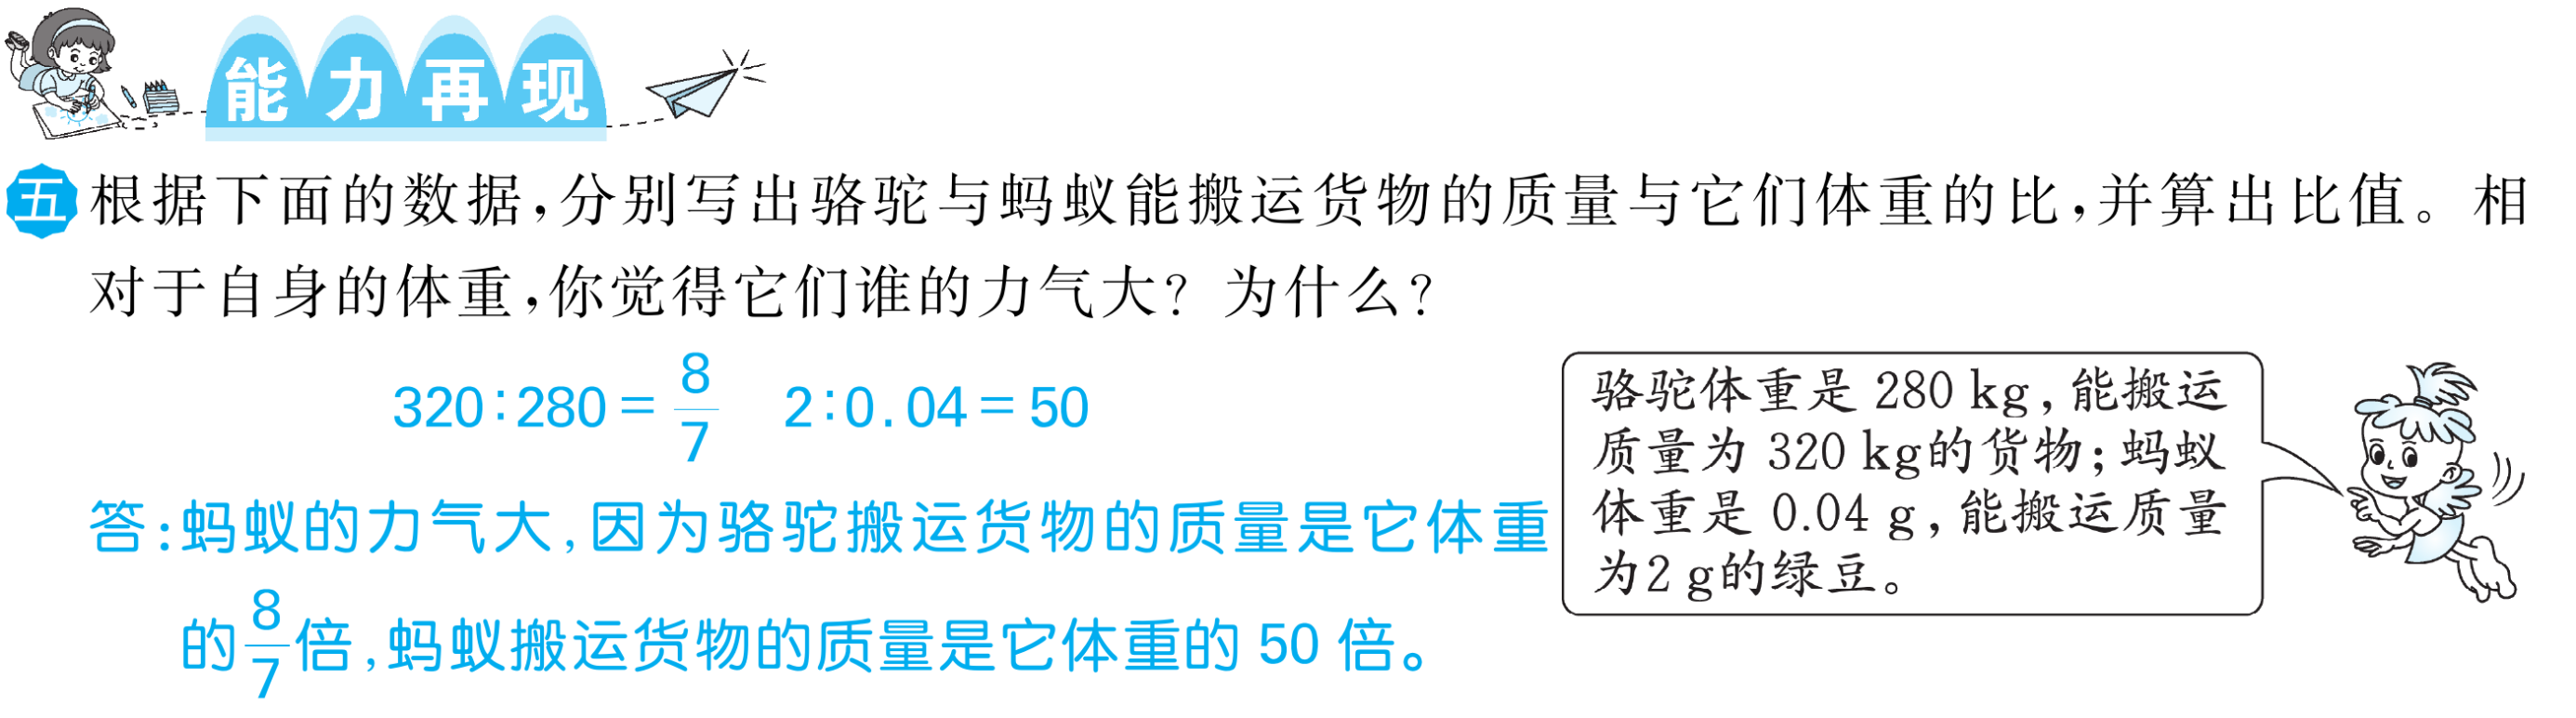 能力再现
五 根据下面的数据,分别写出骆驼与蚂蚁能搬运货物的质量与它们体重的比,并算出比值。相
对于自身的体重,你觉得它们谁的力气大?为什么?
320:280=8/7 2:0.04=50
答:蚂蚁的力气大,因为骆驼搬运货物的质量是它体重
的8/7倍,蚂蚁搬运货物的质量是它体重的 50 倍。
骆驼体重是 280 kg,能搬运
质量为 320 kg的货物;蚂蚁
体重是 0.04 g,能搬运质量
为2 g的绿豆。